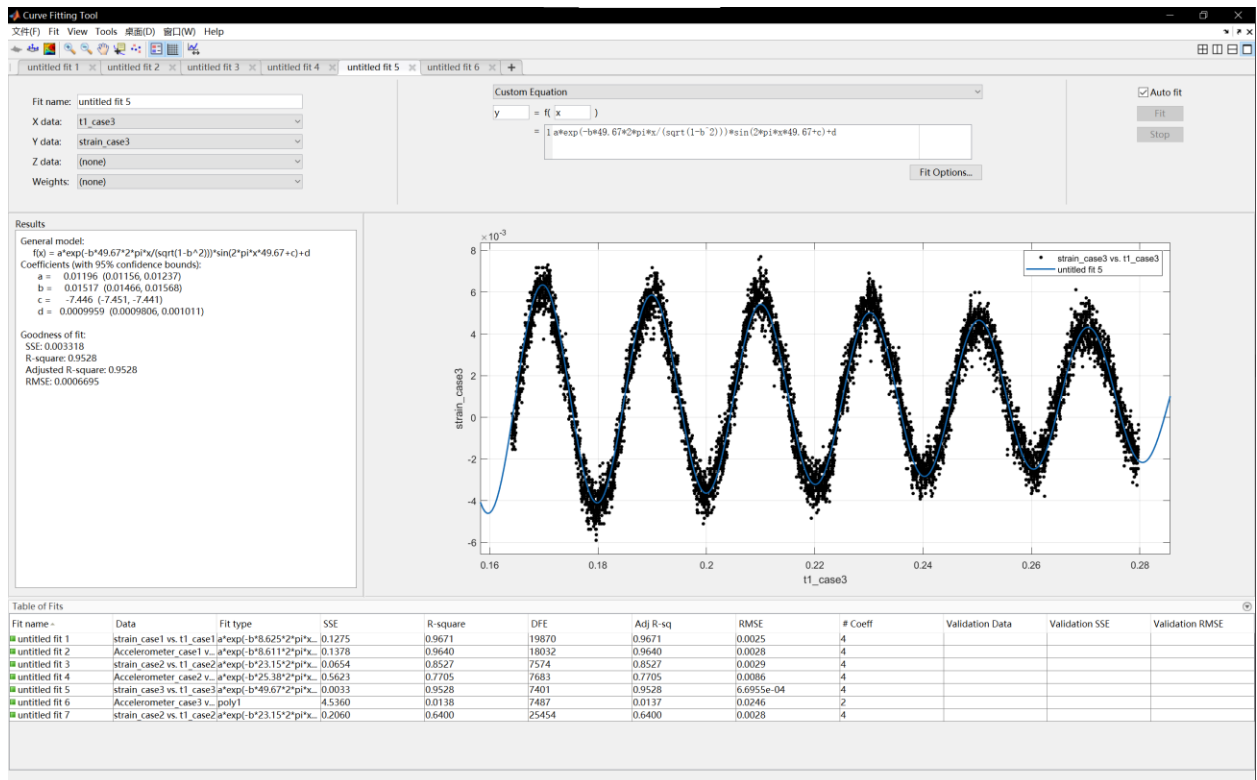 Curve Fitting Tool
文件(F) Fit View Tools 桌面(D) 窗口(W) Help
untitled fit 1 untitled fit 2 untitled fit 3 untitled fit 4 untitled fit 5 untitled fit 6 +
Fit name: untitled fit 5
X data: t1_case3
Y data: strain_case3
Z data: (none)
Weights: (none)
Custom Equation
y = f( x )
= 1 a*exp(-b*49.67*2*pi*x/(sqrt(1-b^2)))*sin(2*pi*x*49.67+c)+d
Fit Options...
Auto fit
Fit
Stop
Results
General model:
f(x) = a*exp(-b*49.67*2*pi*x/(sqrt(1-b^2)))*sin(2*pi*x*49.67+c)+d
Coefficients (with 95% confidence bounds):
a = 0.01196 (0.01156, 0.01237)
b = 0.01517 (0.01466, 0.01568)
c = -7.446 (-7.451, -7.441)
d = 0.0009959 (0.0009806, 0.001011)
Goodness of fit:
SSE: 0.003318
R-square: 0.9528
Adjusted R-square: 0.9528
RMSE: 0.0006695
×10-3
8
6
4
2
0
-2
-4
-6
strain_case3
strain_case3 vs. t1_case3
untitled fit 5
0.16 0.18 0.2 0.22 0.24 0.26 0.28
t1_case3
Table of Fits
Fit name Data Fit type SSE R-square DFE Adj R-sq RMSE # Coeff Validation Data Validation SSE Validation RMSE
untitled fit 1 strain_case1 vs. t1_case1 a*exp(-b*8.625*2*pi*x... 0.1275 0.9671 19870 0.9671 0.0025 4
untitled fit 2 Accelerometer_case1 v... a*exp(-b*8.611*2*pi*x... 0.1378 0.9640 18032 0.9640 0.0028 4
untitled fit 3 strain_case2 vs. t1_case2 a*exp(-b*23.15*2*pi*x... 0.0654 0.8527 7574 0.8527 0.0029 4
untitled fit 4 Accelerometer_case2 v... a*exp(-b*25.38*2*pi*x... 0.5623 0.7705 7683 0.7705 0.0086 4
untitled fit 5 strain_case3 vs. t1_case3 a*exp(-b*49.67*2*pi*x... 0.0033 0.9528 7401 0.9528 6.6955e-04 4
untitled fit 6 Accelerometer_case3 v... poly1 4.5360 0.0138 7487 0.0137 0.0246 2
untitled fit 7 strain_case2 vs. t1_case2 a*exp(-b*23.15*2*pi*x... 0.2060 0.6400 25454 0.6400 0.0028 4